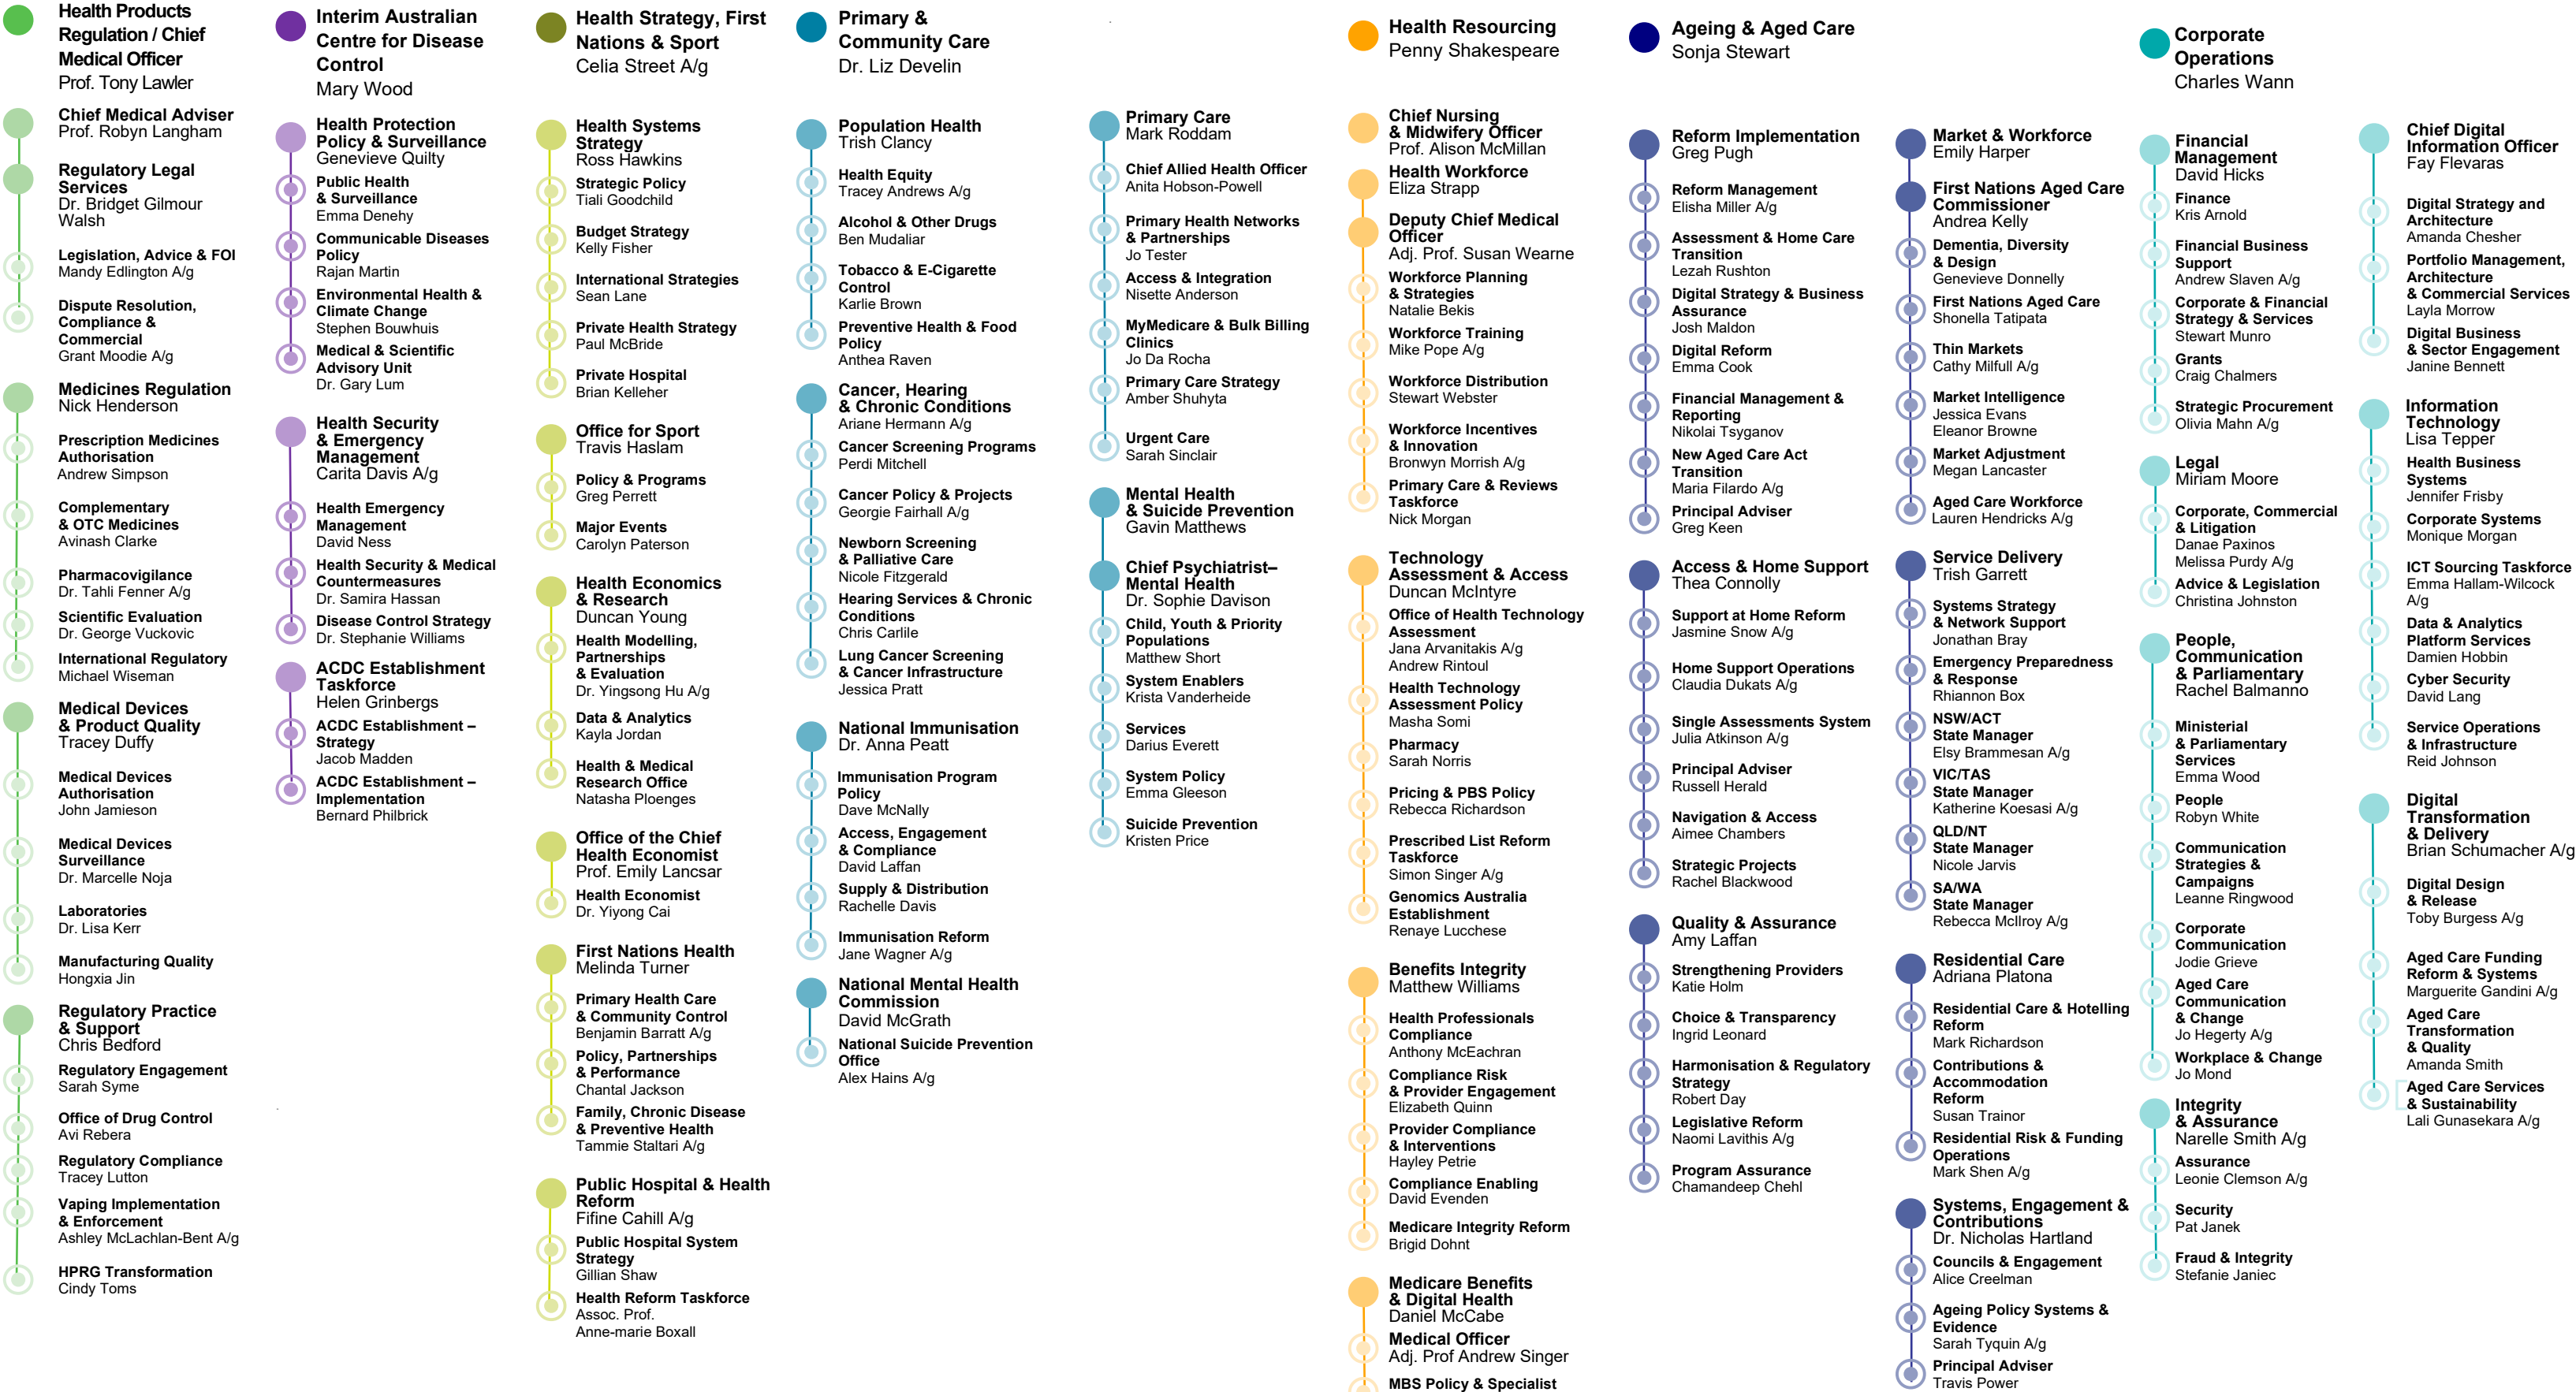 Health Products
Regulation / Chief
Medical Officer
Prof. Tony Lawler
Chief Medical Adviser
Prof. Robyn Langham
Regulatory Legal
Services
Dr. Bridget Gilmour
Walsh
Legislation, Advice & FOI
Mandy Edlington A/g
Dispute Resolution,
Compliance &
Commercial
Grant Moodie A/g
Medicines Regulation
Nick Henderson
Prescription Medicines
Authorisation
Andrew Simpson
Complementary
& OTC Medicines
Avinash Clarke
Pharmacovigilance
Dr. Tahli Fenner A/g
Scientific Evaluation
Dr. George Vuckovic
International Regulatory
Michael Wiseman
Medical Devices
& Product Quality
Tracey Duffy
Medical Devices
Authorisation
John Jamieson
Medical Devices
Surveillance
Dr. Marcelle Noja
Laboratories
Dr. Lisa Kerr
Manufacturing Quality
Hongxia Jin
Regulatory Practice
& Support
Chris Bedford
Regulatory Engagement
Sarah Syme
Office of Drug Control
Avi Rebera
Regulatory Compliance
Tracey Lutton
Vaping Implementation
& Enforcement
Ashley McLachlan-Bent A/g
HPRG Transformation
Cindy Toms
Interim Australian
Centre for Disease
Control
Mary Wood
Health Protection
Policy & Surveillance
Genevieve Quilty
Public Health
& Surveillance
Emma Denehy
Communicable Diseases
Policy
Rajan Martin
Environmental Health &
Climate Change
Stephen Bouwhuis
Medical & Scientific
Advisory Unit
Dr. Gary Lum
Health Security
& Emergency
Management
Carita Davis A/g
Health Emergency
Management
David Ness
Health Security & Medical
Countermeasures
Dr. Samira Hassan
Disease Control Strategy
Dr. Stephanie Williams
ACDC Establishment
Taskforce
Helen Grinbergs
ACDC Establishment –
Strategy
Jacob Madden
ACDC Establishment –
Implementation
Bernard Philbrick
Health Strategy, First
Nations & Sport
Celia Street A/g
Health Systems
Strategy
Ross Hawkins
Strategic Policy
Tiali Goodchild
Budget Strategy
Kelly Fisher
International Strategies
Sean Lane
Private Health Strategy
Paul McBride
Private Hospital
Brian Kelleher
Office for Sport
Travis Haslam
Policy & Programs
Greg Perrett
Major Events
Carolyn Paterson
Health Economics
& Research
Duncan Young
Health Modelling,
Partnerships
& Evaluation
Dr. Yingsong Hu A/g
Data & Analytics
Kayla Jordan
Health & Medical
Research Office
Natasha Ploenges
Office of the Chief
Health Economist
Prof. Emily Lancsar
Health Economist
Dr. Yiyong Cai
First Nations Health
Melinda Turner
Primary Health Care
& Community Control
Benjamin Barratt A/g
Policy, Partnerships
& Performance
Chantal Jackson
Family, Chronic Disease
& Preventive Health
Tammie Staltari A/g
Public Hospital & Health
Reform
Fifine Cahill A/g
Public Hospital System
Strategy
Gillian Shaw
Health Reform Taskforce
Assoc. Prof.
Anne-marie Boxall
Primary &
Community Care
Dr. Liz Develin
Population Health
Trish Clancy
Health Equity
Tracey Andrews A/g
Alcohol & Other Drugs
Ben Mudaliar
Tobacco & E-Cigarette
Control
Karlie Brown
Preventive Health & Food
Policy
Anthea Raven
Cancer, Hearing
& Chronic Conditions
Ariane Hermann A/g
Cancer Screening Programs
Perdi Mitchell
Cancer Policy & Projects
Georgie Fairhall A/g
Newborn Screening
& Palliative Care
Nicole Fitzgerald
Hearing Services & Chronic
Conditions
Chris Carlile
Lung Cancer Screening
& Cancer Infrastructure
Jessica Pratt
National Immunisation
Dr. Anna Peatt
Immunisation Program
Policy
Dave McNally
Access, Engagement
& Compliance
David Laffan
Supply & Distribution
Rachelle Davis
Immunisation Reform
Jane Wagner A/g
National Mental Health
Commission
David McGrath
National Suicide Prevention
Office
Alex Hains A/g
Primary Care
Mark Roddam
Chief Allied Health Officer
Anita Hobson-Powell
Primary Health Networks
& Partnerships
Jo Tester
Access & Integration
Nisette Anderson
MyMedicare & Bulk Billing
Clinics
Jo Da Rocha
Primary Care Strategy
Amber Shuhyta
Urgent Care
Sarah Sinclair
Mental Health
& Suicide Prevention
Gavin Matthews
Chief Psychiatrist–
Mental Health
Dr. Sophie Davison
Child, Youth & Priority
Populations
Matthew Short
System Enablers
Krista Vanderheide
Services
Darius Everett
System Policy
Emma Gleeson
Suicide Prevention
Kristen Price
Health Resourcing
Penny Shakespeare
Chief Nursing
& Midwifery Officer
Prof. Alison McMillan
Health Workforce
Eliza Strapp
Deputy Chief Medical
Officer
Adj. Prof. Susan Wearne
Workforce Planning
& Strategies
Natalie Bekis
Workforce Training
Mike Pope A/g
Workforce Distribution
Stewart Webster
Workforce Incentives
& Innovation
Bronwyn Morrish A/g
Primary Care & Reviews
Taskforce
Nick Morgan
Technology
Assessment & Access
Duncan McIntyre
Office of Health Technology
Assessment
Jana Arvanitakis A/g
Andrew Rintoul
Health Technology
Assessment Policy
Masha Somi
Pharmacy
Sarah Norris
Pricing & PBS Policy
Rebecca Richardson
Prescribed List Reform
Taskforce
Simon Singer A/g
Genomics Australia
Establishment
Renaye Lucchese
Benefits Integrity
Matthew Williams
Health Professionals
Compliance
Anthony McEachran
Compliance Risk
& Provider Engagement
Elizabeth Quinn
Provider Compliance
& Interventions
Hayley Petrie
Compliance Enabling
David Evenden
Medicare Integrity Reform
Brigid Dohnt
Medicare Benefits
& Digital Health
Daniel McCabe
Medical Officer
Adj. Prof Andrew Singer
MBS Policy & Specialist
Ageing & Aged Care
Sonja Stewart
Reform Implementation
Greg Pugh
Reform Management
Elisha Miller A/g
Assessment & Home Care
Transition
Lezah Rushton
Digital Strategy & Business
Assurance
Josh Maldon
Digital Reform
Emma Cook
Financial Management &
Reporting
Nikolai Tsyganov
New Aged Care Act
Transition
Maria Filardo A/g
Principal Adviser
Greg Keen
Access & Home Support
Thea Connolly
Support at Home Reform
Jasmine Snow A/g
Home Support Operations
Claudia Dukats A/g
Single Assessments System
Julia Atkinson A/g
Principal Adviser
Russell Herald
Navigation & Access
Aimee Chambers
Strategic Projects
Rachel Blackwood
Quality & Assurance
Amy Laffan
Strengthening Providers
Katie Holm
Choice & Transparency
Ingrid Leonard
Harmonisation & Regulatory
Strategy
Robert Day
Legislative Reform
Naomi Lavithis A/g
Program Assurance
Chamandeep Chehl
Market & Workforce
Emily Harper
First Nations Aged Care
Commissioner
Andrea Kelly
Dementia, Diversity
& Design
Genevieve Donnelly
First Nations Aged Care
Shonella Tatipata
Thin Markets
Cathy Milfull A/g
Market Intelligence
Jessica Evans
Eleanor Browne
Market Adjustment
Megan Lancaster
Aged Care Workforce
Lauren Hendricks A/g
Service Delivery
Trish Garrett
Systems Strategy
& Network Support
Jonathan Bray
Emergency Preparedness
& Response
Rhiannon Box
NSW/ACT
State Manager
Elsy Brammesan A/g
VIC/TAS
State Manager
Katherine Koesasi A/g
QLD/NT
State Manager
Nicole Jarvis
SA/WA
State Manager
Rebecca McIlroy A/g
Residential Care
Adriana Platona
Residential Care & Hotelling
Reform
Mark Richardson
Contributions &
Accommodation
Reform
Susan Trainor
Residential Risk & Funding
Operations
Mark Shen A/g
Systems, Engagement &
Contributions
Dr. Nicholas Hartland
Councils & Engagement
Alice Creelman
Ageing Policy Systems &
Evidence
Sarah Tyquin A/g
Principal Adviser
Travis Power
Corporate
Operations
Charles Wann
Financial
Management
David Hicks
Finance
Kris Arnold
Financial Business
Support
Andrew Slaven A/g
Corporate & Financial
Strategy & Services
Stewart Munro
Grants
Craig Chalmers
Strategic Procurement
Olivia Mahn A/g
Legal
Miriam Moore
Corporate, Commercial
& Litigation
Danae Paxinos
Melissa Purdy A/g
Advice & Legislation
Christina Johnston
People,
Communication
& Parliamentary
Rachel Balmanno
Ministerial
& Parliamentary
Services
Emma Wood
People
Robyn White
Communication
Strategies &
Campaigns
Leanne Ringwood
Corporate
Communication
Jodie Grieve
Aged Care
Communication
& Change
Jo Hegerty A/g
Workplace & Change
Jo Mond
Integrity
& Assurance
Narelle Smith A/g
Assurance
Leonie Clemson A/g
Security
Pat Janek
Fraud & Integrity
Stefanie Janiec
Chief Digital
Information Officer
Fay Flevaras
Digital Strategy and
Architecture
Amanda Chesher
Portfolio Management,
Architecture
& Commercial Services
Layla Morrow
Digital Business
& Sector Engagement
Janine Bennett
Information
Technology
Lisa Tepper
Health Business
Systems
Jennifer Frisby
Corporate Systems
Monique Morgan
ICT Sourcing Taskforce
Emma Hallam-Wilcock
A/g
Data & Analytics
Platform Services
Damien Hobbin
Cyber Security
David Lang
Service Operations
& Infrastructure
Reid Johnson
Digital
Transformation
& Delivery
Brian Schumacher A/g
Digital Design
& Release
Toby Burgess A/g
Aged Care Funding
Reform & Systems
Marguerite Gandini A/g
Aged Care
Transformation
& Quality
Amanda Smith
Aged Care Services
& Sustainability
Lali Gunasekara A/g